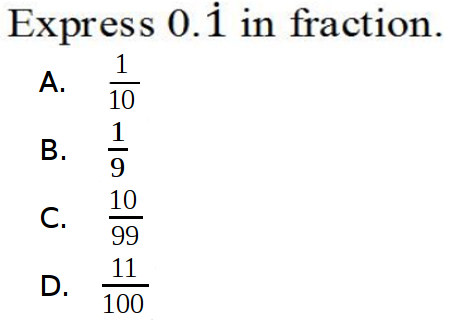 Express 0.1̇ in fraction.
A. 1/10
B. 1/9
C. 10/99
D. 11/100